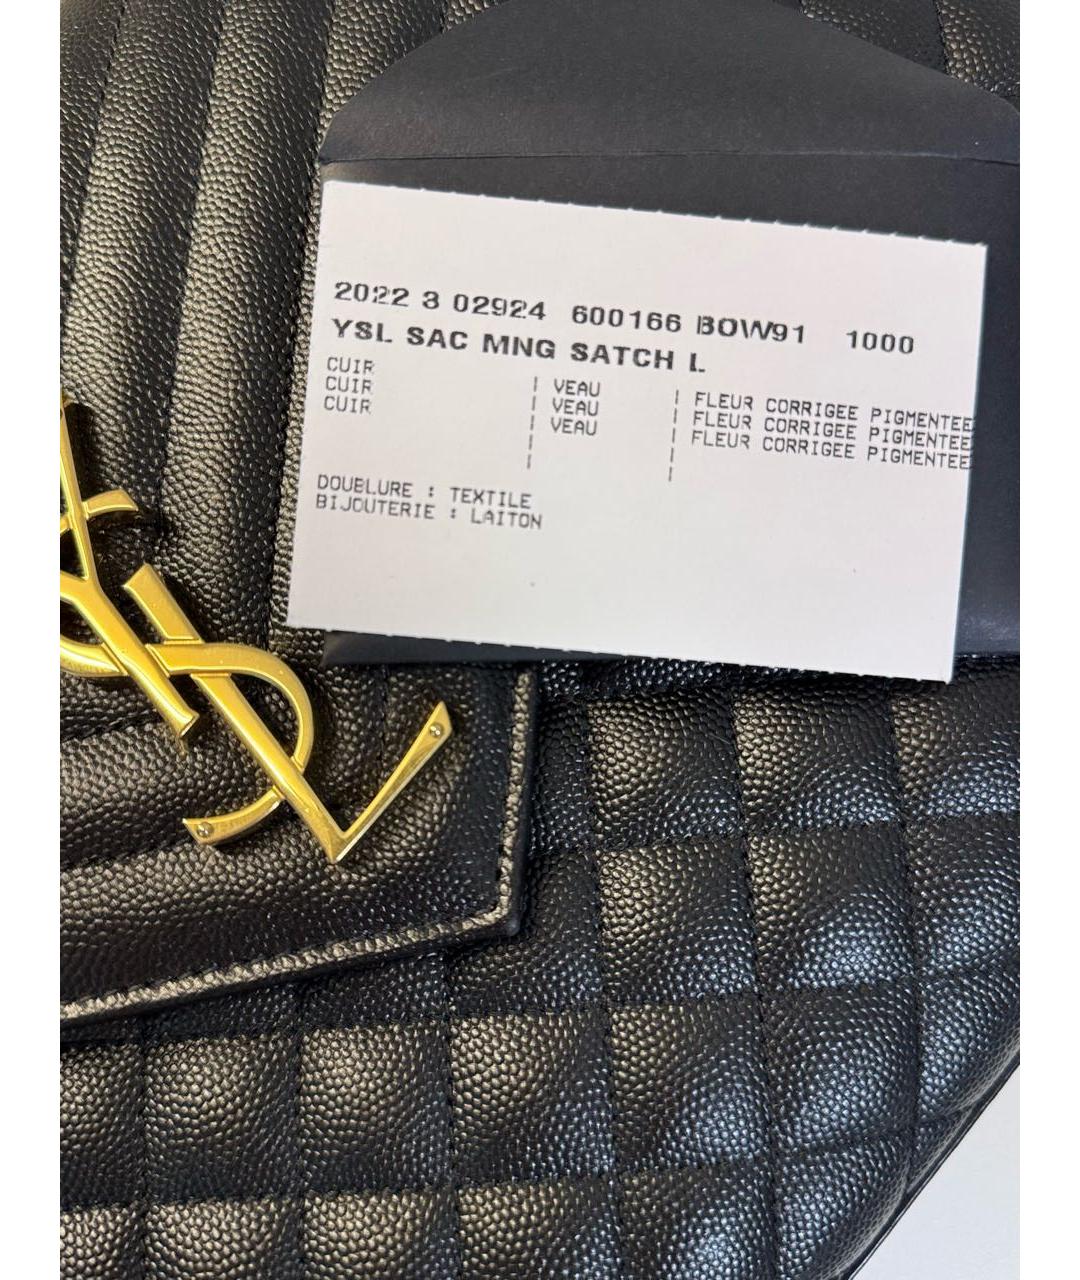 2022 3 02924 600166 BOW91 1000
YSL SAC MNG SATCH L
CUIR | VEAU | FLEUR CORRIGEE PIGMENTEE
CUIR | VEAU | FLEUR CORRIGEE PIGMENTEE
CUIR | VEAU | FLEUR CORRIGEE PIGMENTEE
DOUBLURE : TEXTILE
BIJOUTERIE : LAITON
YSL